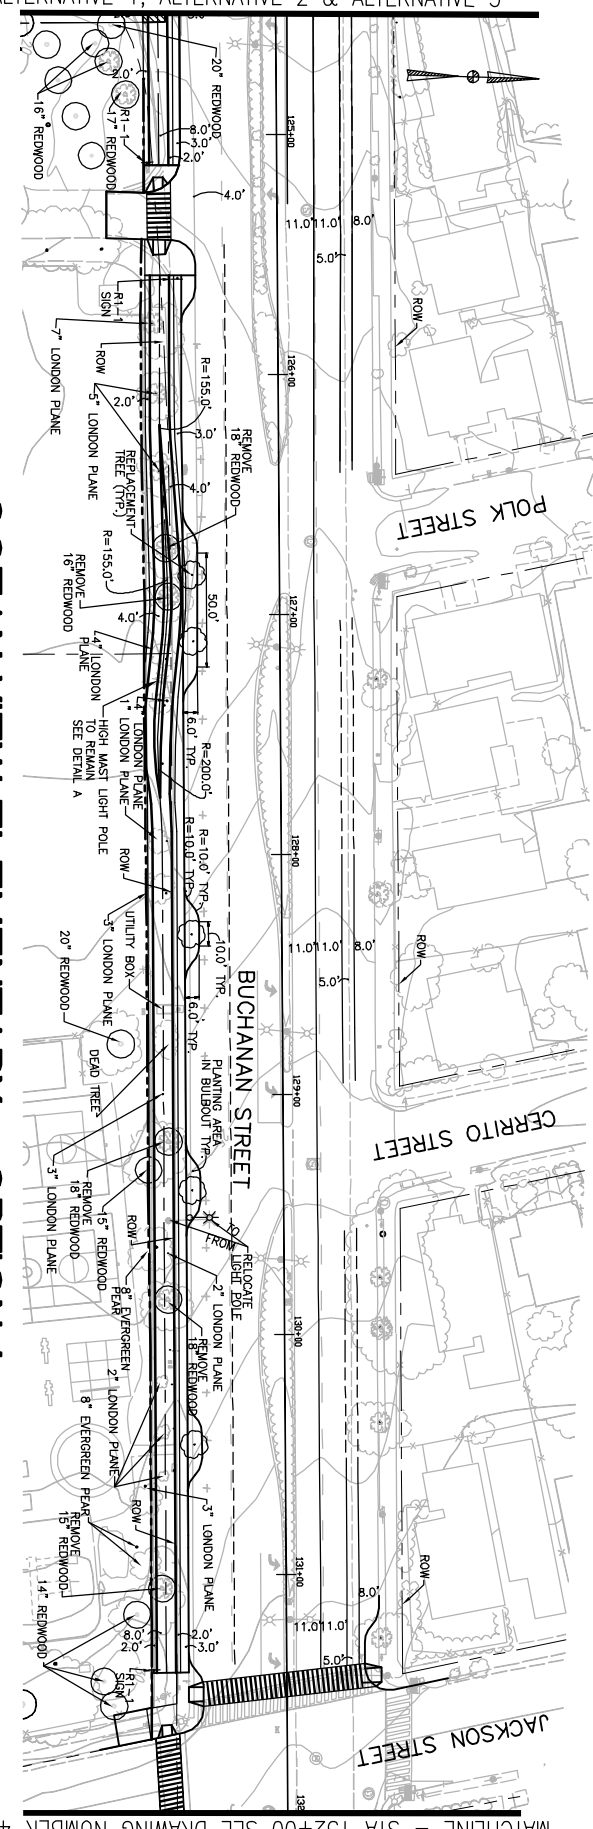 ALTERNATIVE 1, ALTERNATIVE 2 & ALTERNATIVE 3
20" REDWOOD
16" REDWOOD
17" REDWOOD
R1-1
2.0'
8.0'
3.0'
2.0'
4.0'
125+00
11.0'
11.0'
8.0'
5.0'
ROW
R1-1
SIGN
7" LONDON PLANE
ROW
5" LONDON PLANE
2.0'
126+00
R=155.0'
3.0'
4.0'
REMOVE
18" REDWOOD
REPLACEMENT
TREE (TYP.)
R=155.0'
REMOVE
16" REDWOOD
4.0'
POLK STREET
127+00
50.0'
4" LONDON
PLANE
6.0' TYP.
R=200.0'
4" LONDON PLANE
1" LONDON PLANE
HIGH MAST LIGHT POLE
TO REMAIN
SEE DETAIL A
128+00
R=10.0' TYP.
R=10.0' TYP.
ROW
10.0' TYP.
6.0' TYP.
UTILITY BOX
3" LONDON PLANE
20" REDWOOD
11.0'
11.0'
8.0'
5.0'
ROW
BUCHANAN STREET
DEAD TREE
129+00
PLANTING AREA
IN BULBOUT TYP.
CERRITO STREET
3" LONDON PLANE
REMOVE
18" REDWOOD
15" REDWOOD
ROW
TO
FROM
RELOCATE
LIGHT POLE
8" EVERGREEN
PEAR
2" LONDON PLANE
REMOVE
18" REDWOOD
130+00
2" LONDON PLANE
8" EVERGREEN PEAR
ROW
3" LONDON PLANE
REMOVE
15" REDWOOD
14" REDWOOD
131+00
ROW
8.0'
11.0'
11.0'
5.0'
8.0'
2.0'
2.0'
3.0'
R1-1
SIGN
JACKSON STREET
MATCHLINE - STA 132+00 SEE DRAWING NUMBER 4